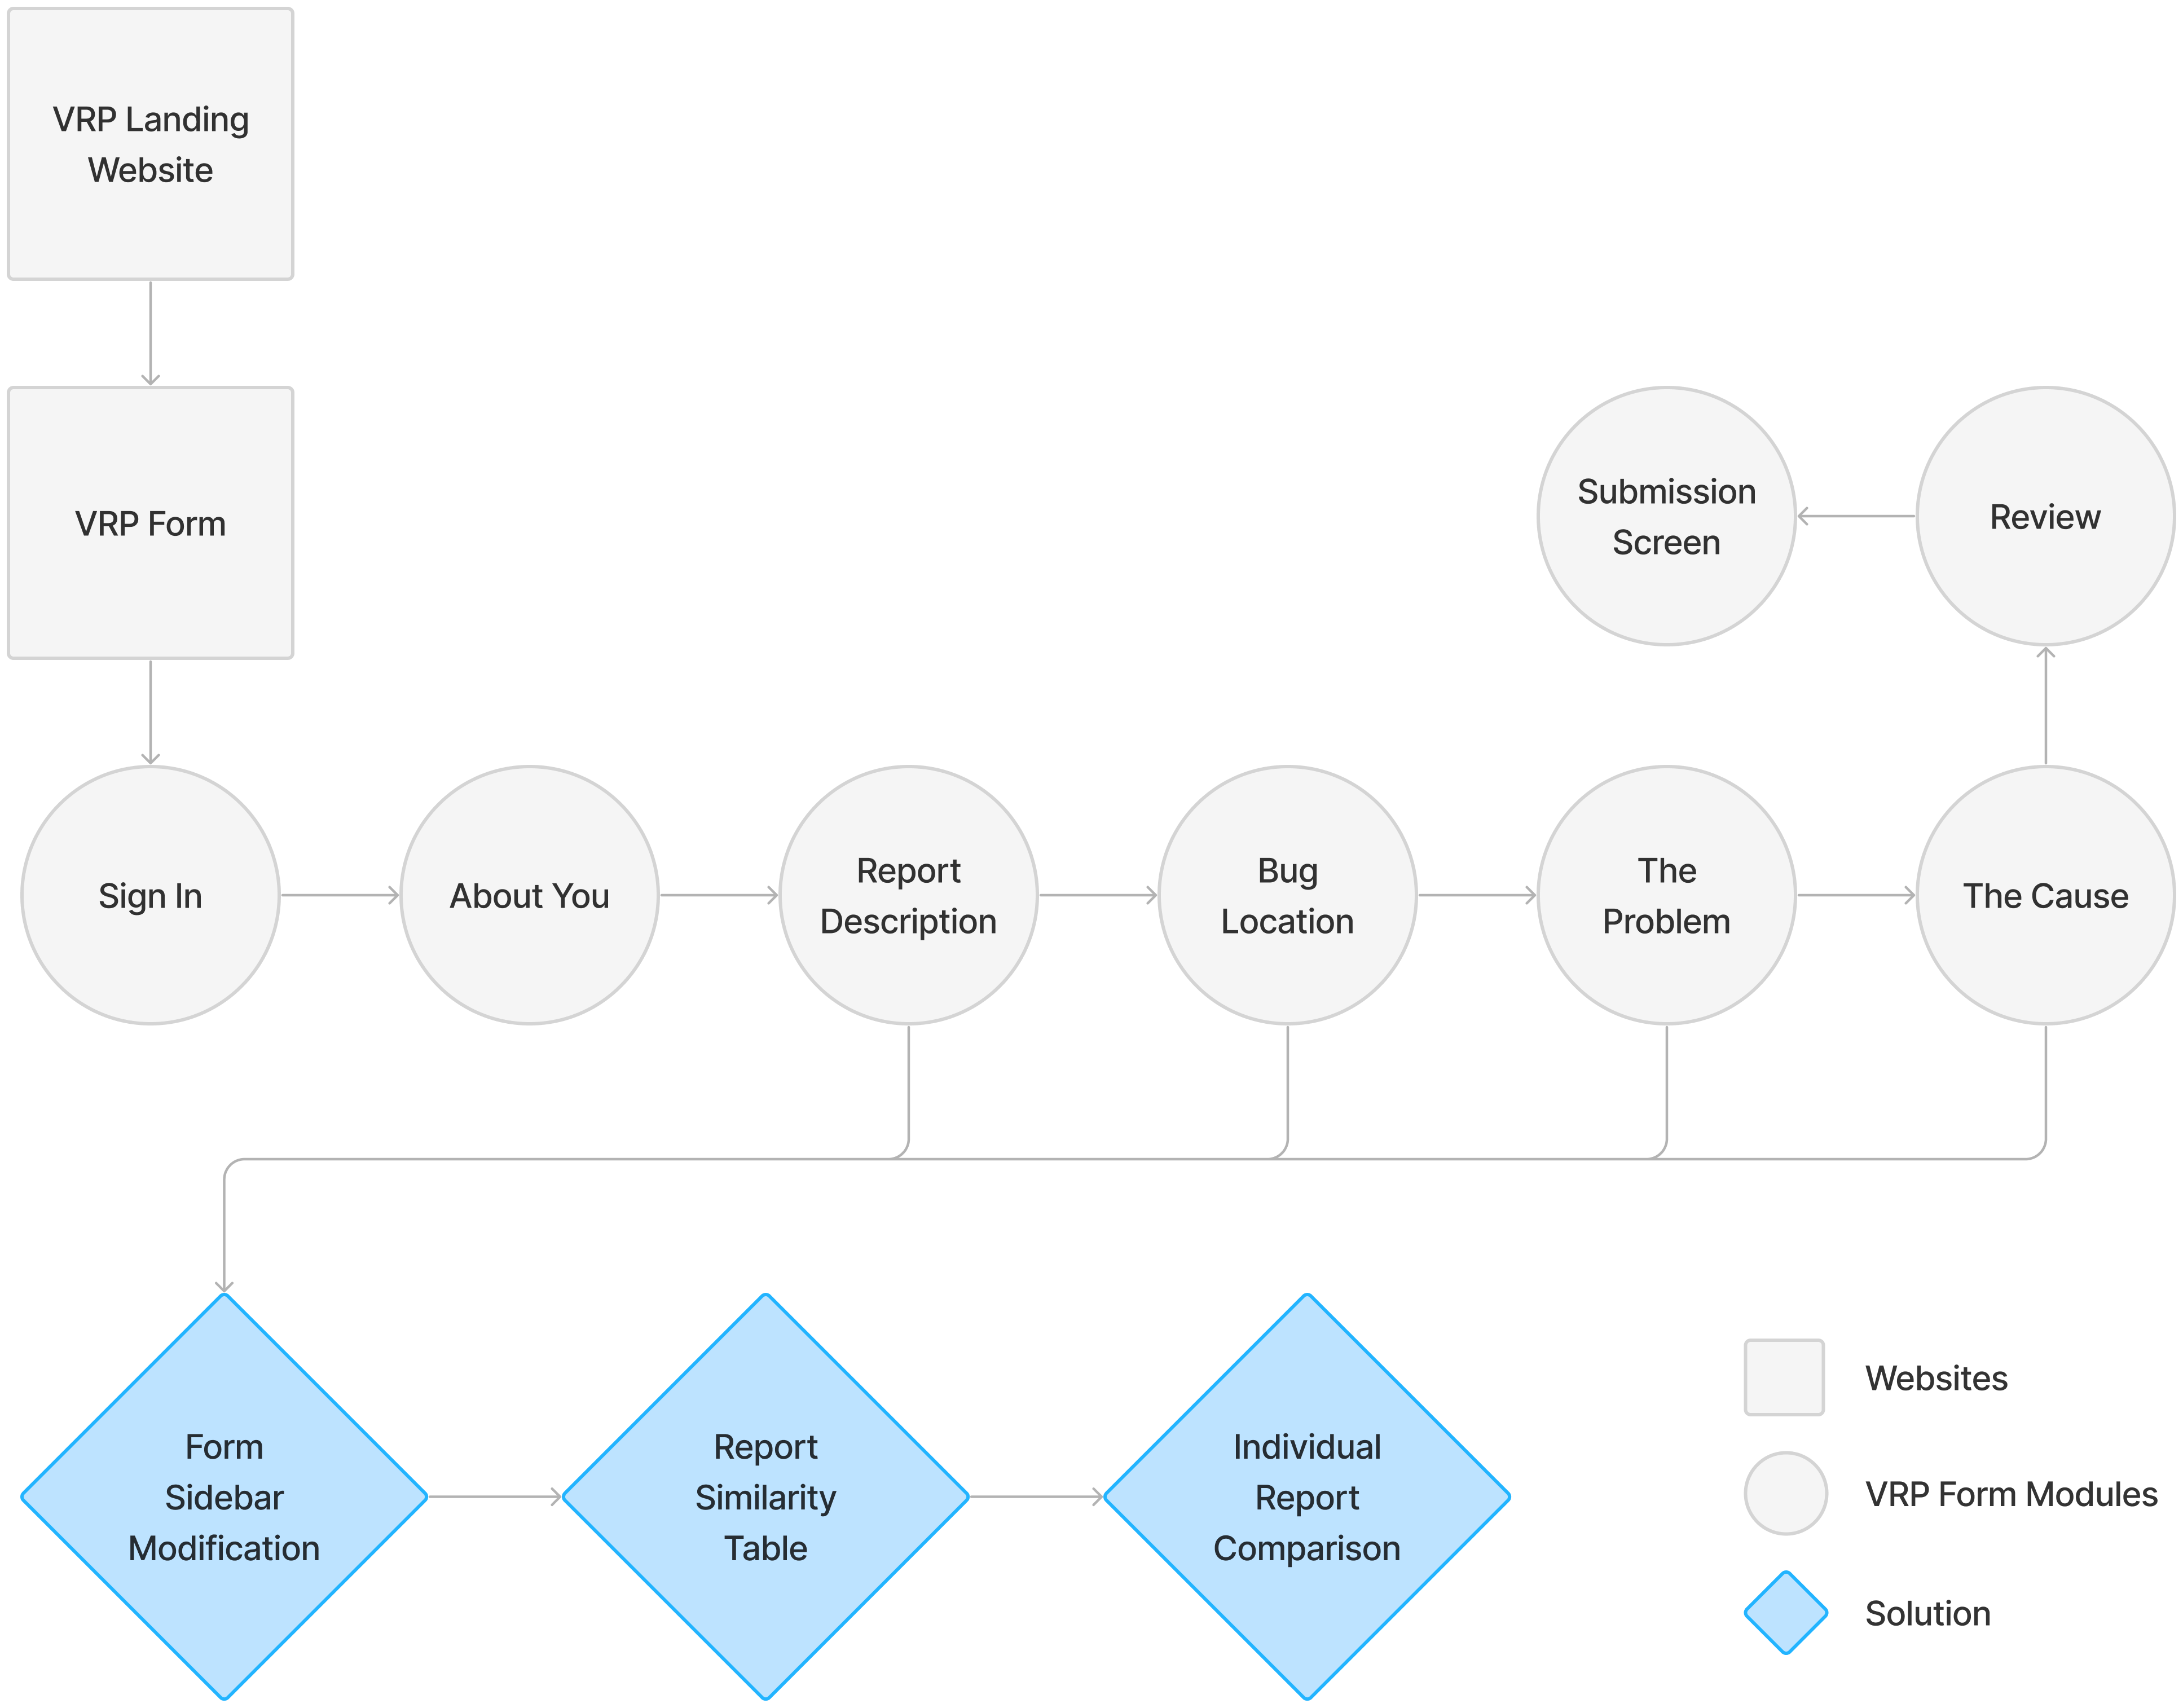 VRP Landing
Website
VRP Form
Submission
Screen
Review
Sign In
About You
Report
Description
Bug
Location
The
Problem
The Cause
Form
Sidebar
Modification
Report
Similarity
Table
Individual
Report
Comparison
Websites
VRP Form Modules
Solution